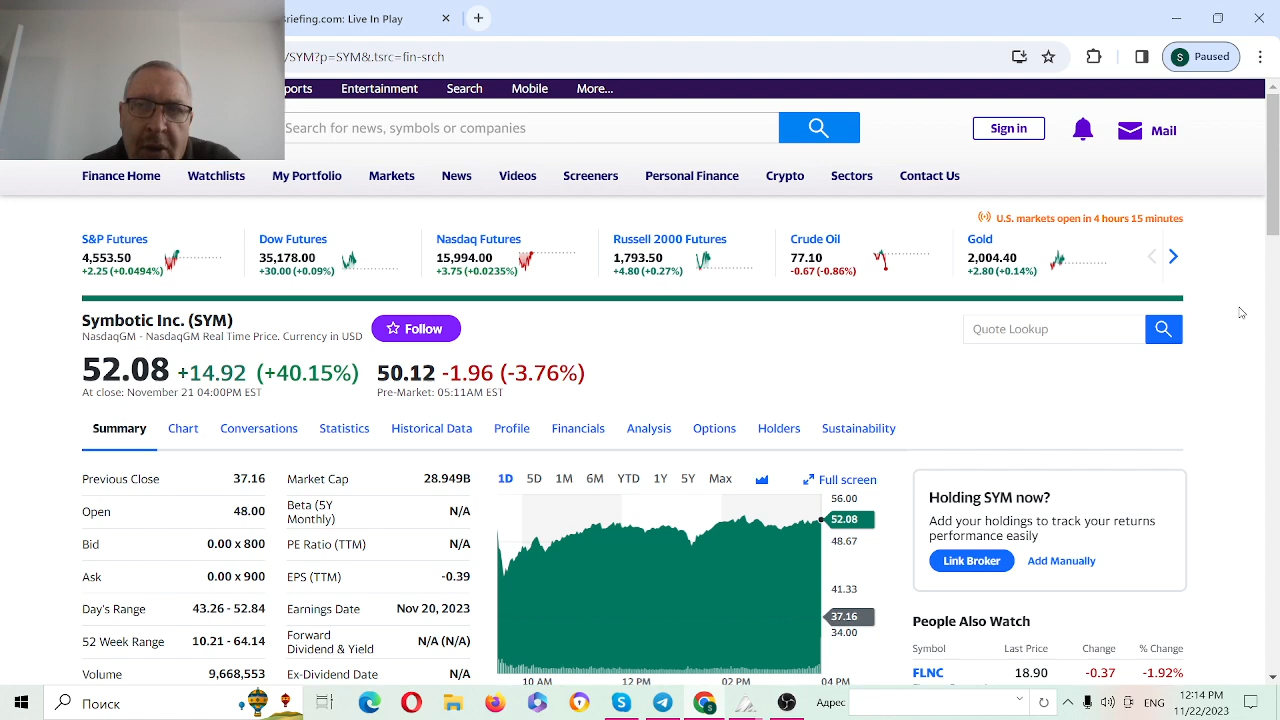 Briefing.com: Live In Play
/SYM?p=SYM&.tsrc=fin-srch
S Paused
ports Entertainment Search Mobile More...
Search for news, symbols or companies
Sign in Mail
Finance Home Watchlists My Portfolio Markets News Videos Screeners Personal Finance Crypto Sectors Contact Us
U.S. markets open in 4 hours 15 minutes
S&P Futures Dow Futures Nasdaq Futures Russell 2000 Futures Crude Oil Gold
4,553.50 35,178.00 15,994.00 1,793.50 77.10 2,004.40
+2.25 (+0.0494%) +30.00 (+0.09%) +3.75 (+0.0235%) +4.80 (+0.27%) -0.67 (-0.86%) +2.80 (+0.14%)
Symbotic Inc. (SYM)
NasdaqGM - NasdaqGM Real Time Price. Currency in USD
Follow
Quote Lookup
52.08 +14.92 (+40.15%) 50.12 -1.96 (-3.76%)
At close: November 21 04:00PM EST Pre-Market: 05:11AM EST
Summary Chart Conversations Statistics Historical Data Profile Financials Analysis Options Holders Sustainability
Previous Close 37.16
Open 48.00
Bid 0.00 x 800
Ask 0.00 x 900
Day's Range 43.26 - 52.84
52 Week Range 10.21 - 64.14
9,668,553
Market Cap 28.949B
Beta (5Y
Monthly) N/A
PE Ratio (TTM) N/A
EPS (TTM) -0.39
Earnings Date Nov 20, 2023
Forward
Dividend & Yield N/A (N/A)
Ex-Dividend Date N/A
1D 5D 1M 6M YTD 1Y 5Y Max Full screen
56.00
52.08
48.67
41.33
37.16
34.00
10 AM 12 PM 02 PM 04 PM
Holding SYM now?
Add your holdings to track your returns
performance easily
Link Broker Add Manually
People Also Watch
Symbol Last Price Change % Change
FLNC 18.90 -0.37 -1.92%
Поиск
Адрес
ENG
12:14 PM
11/22/2023